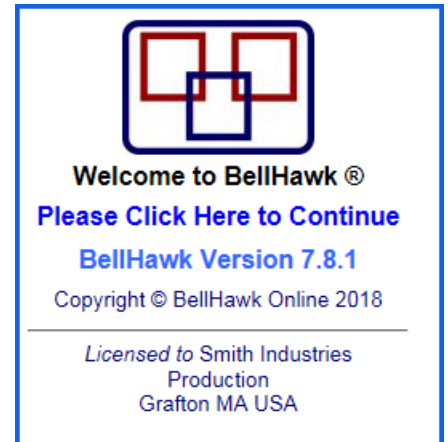 Welcome to BellHawk ®
Please Click Here to Continue
BellHawk Version 7.8.1
Copyright © BellHawk Online 2018
Licensed to Smith Industries
Production
Grafton MA USA